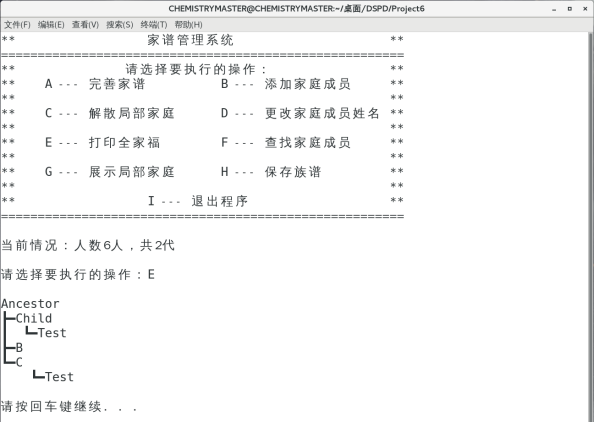 CHEMISTRYMASTER@CHEMISTRYMASTER:~/桌面/DSPD/Project6
文件(F) 编辑(E) 查看(V) 搜索(S) 终端(T) 帮助(H)
** 家谱管理系统 **
=======================================================
** 请选择要执行的操作： **
** A --- 完善家谱 B --- 添加家庭成员 **
** **
** C --- 解散局部家庭 D --- 更改家庭成员姓名 **
** **
** E --- 打印全家福 F --- 查找家庭成员 **
** **
** G --- 展示局部家庭 H --- 保存族谱 **
** **
** I --- 退出程序 **
=======================================================
当前情况：人数6人，共2代
请选择要执行的操作：E
Ancestor
┣━Child
┃ ┗━Test
┣━B
┗━C
┗━Test
请按回车键继续. . .